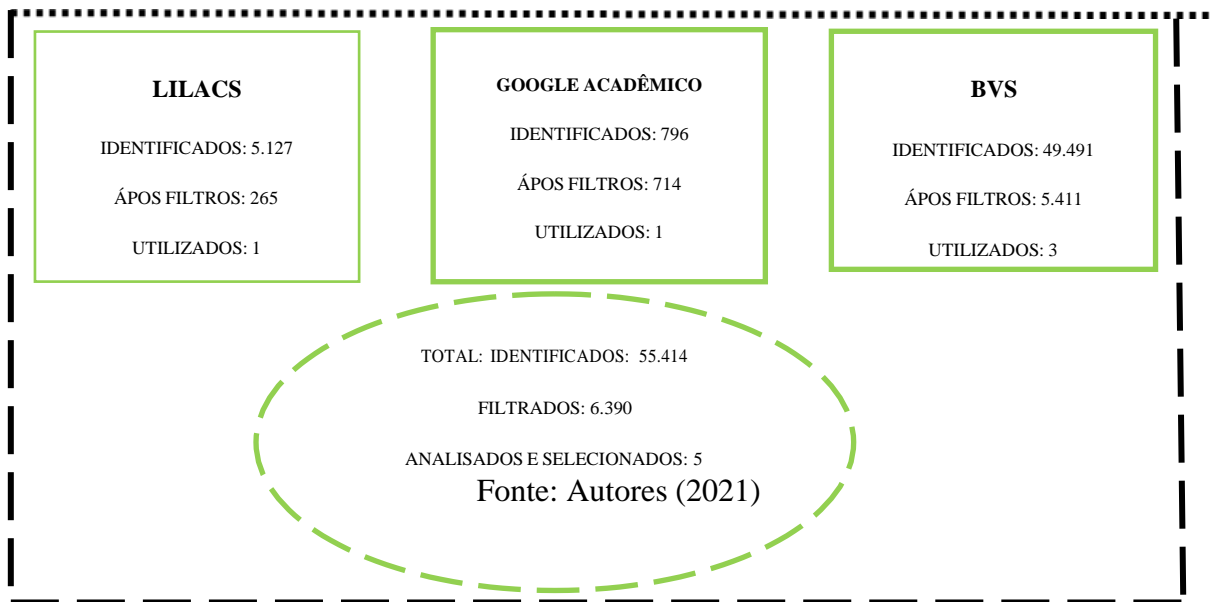 LILACS
IDENTIFICADOS: 5.127
ÁPOS FILTROS: 265
UTILIZADOS: 1
GOOGLE ACADÊMICO
IDENTIFICADOS: 796
ÁPOS FILTROS: 714
UTILIZADOS: 1
BVS
IDENTIFICADOS: 49.491
ÁPOS FILTROS: 5.411
UTILIZADOS: 3
TOTAL: IDENTIFICADOS: 55.414
FILTRADOS: 6.390
ANALISADOS E SELECIONADOS: 5
Fonte: Autores (2021)